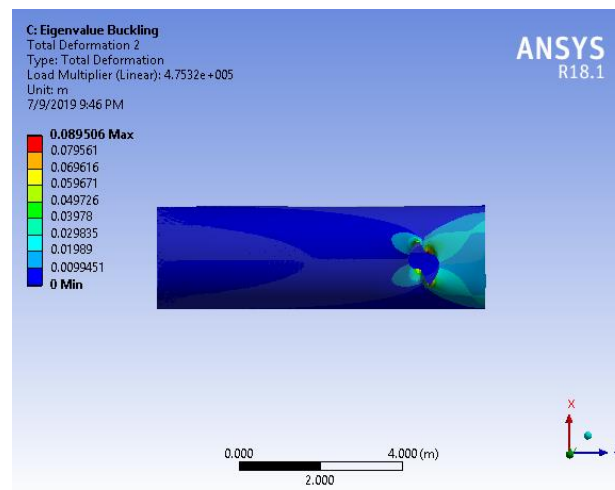 C: Eigenvalue Buckling
Total Deformation 2
Type: Total Deformation
Load Multiplier (Linear): 4.7532e+005
Unit: m
7/9/2019 9:46 PM
ANSYS
R18.1
0.089506 Max
0.079561
0.069616
0.059671
0.049726
0.03978
0.029835
0.01989
0.0099451
0 Min
X
0.000
4.000 (m)
2.000